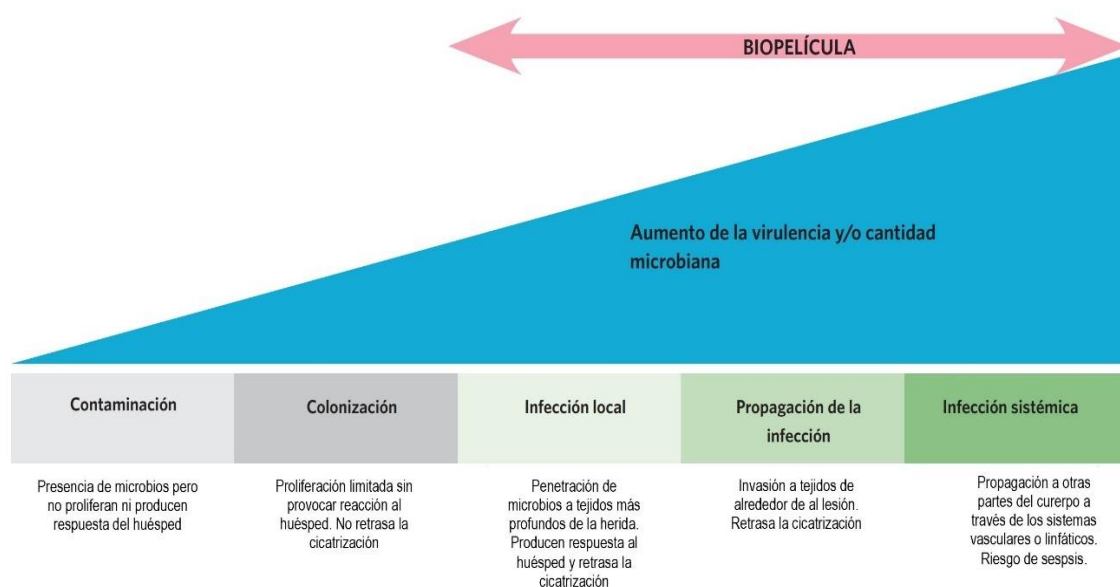 BIOPELÍCULA
Aumento de la virulencia y/o cantidad
microbiana
Contaminación
Colonización
Infección local
Propagación de la
infección
Infección sistémica
Presencia de microbios pero
no proliferan ni producen
respuesta del huésped
Proliferación limitada sin
provocar reacción al
huésped. No retrasa la
cicatrización
Penetración de
microbios a tejidos más
profundos de la herida.
Producen respuesta al
huésped y retrasa la
cicatrización
Invasión a tejidos de
alrededor de al lesión.
Retrasa la cicatrización
Propagación a otras
partes del curerpo a
través de los sistemas
vasculares o linfáticos.
Riesgo de sespsis.